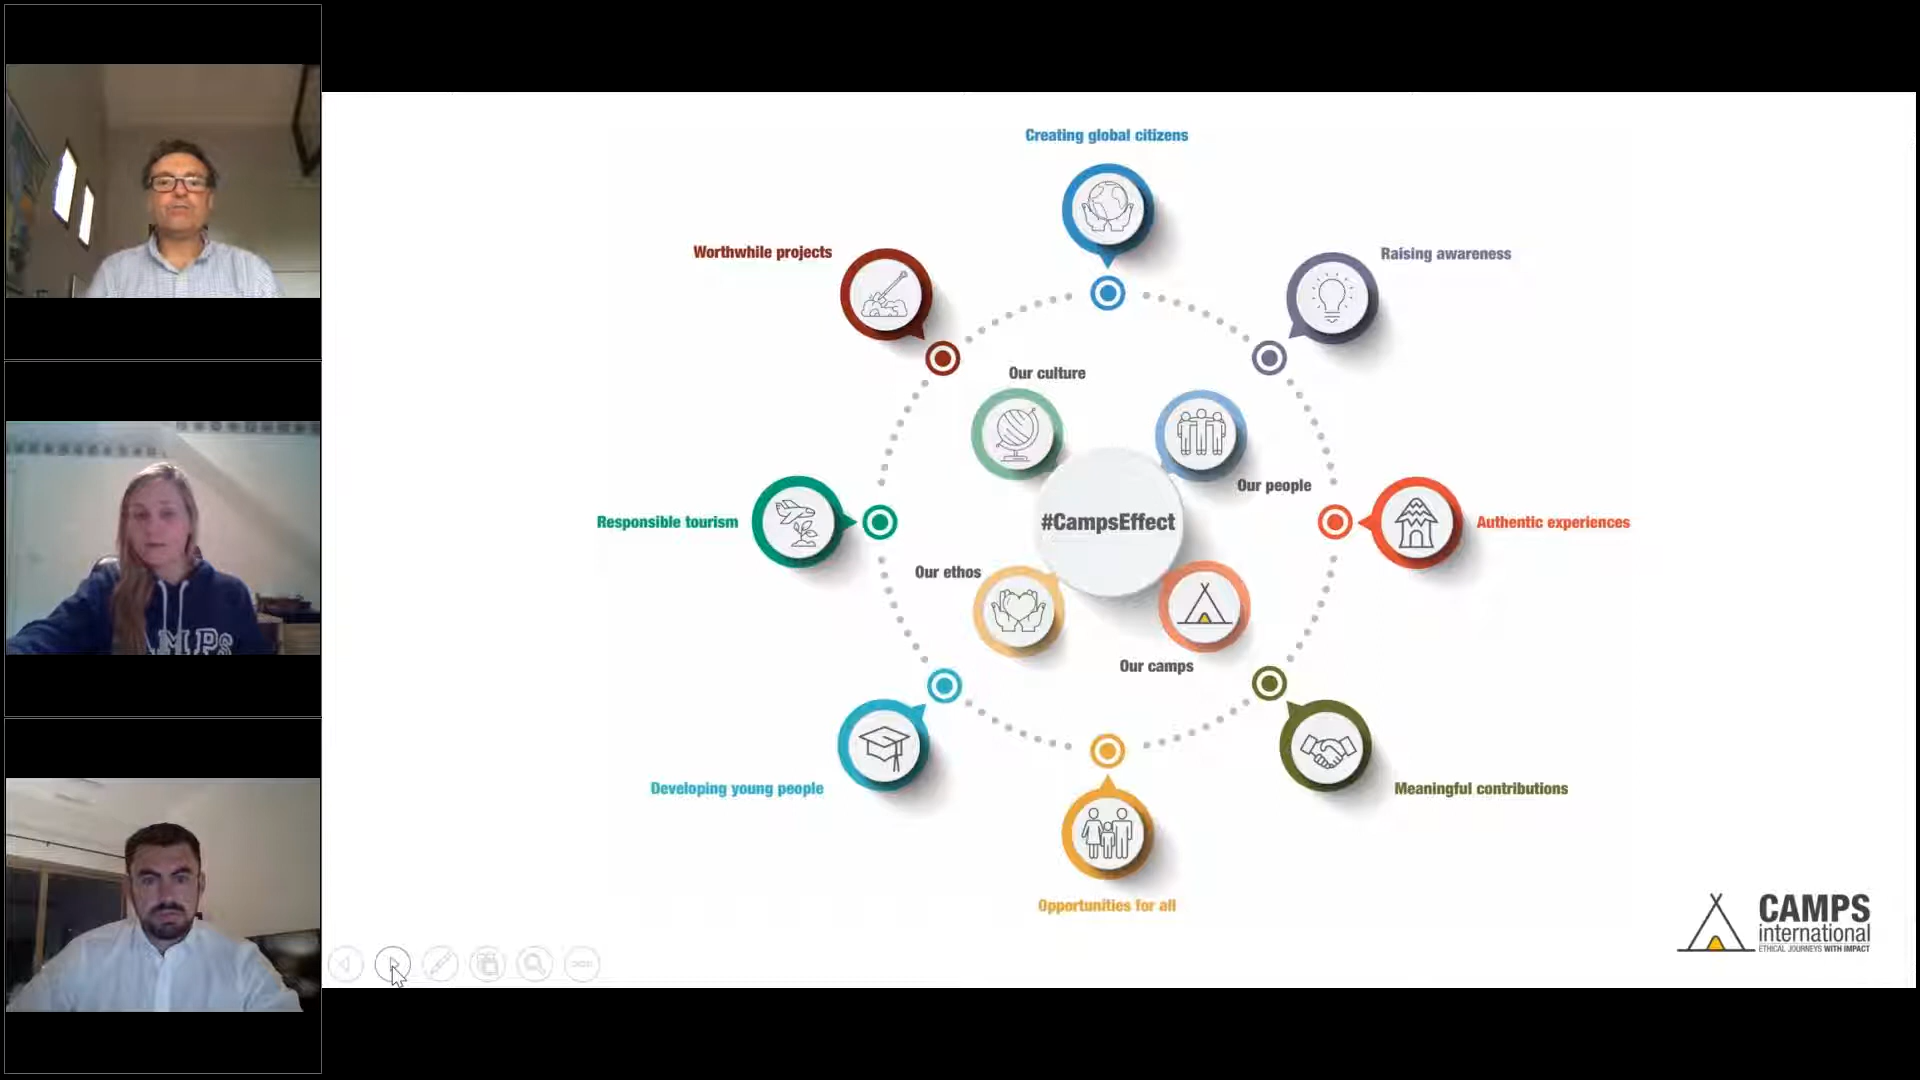 Creating global citizens
Worthwhile projects
Raising awareness
Our culture
Our people
Responsible tourism
#CampsEffect
Authentic experiences
Our ethos
Our camps
Developing young people
Meaningful contributions
Opportunities for all
CAMPS
international
ETHICAL JOURNEYS WITH IMPACT